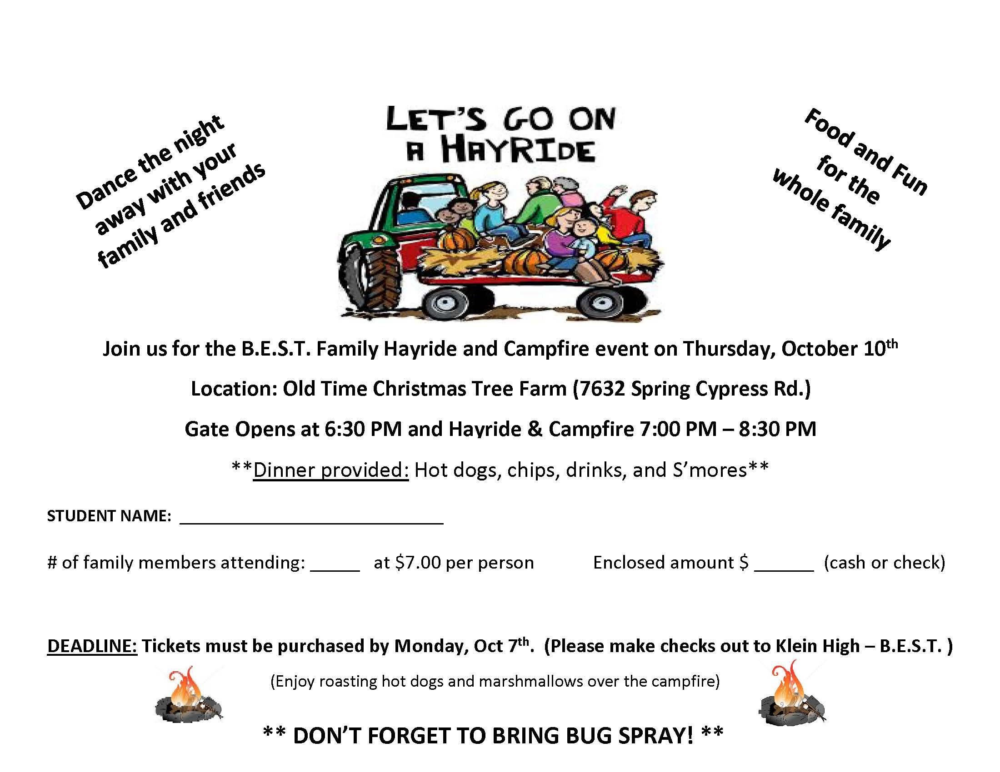 Dance the night
away with your
family and friends
LET'S GO ON
A HAYRIDE
Food and Fun
for the
whole family
Join us for the B.E.S.T. Family Hayride and Campfire event on Thursday, October 10th
Location: Old Time Christmas Tree Farm (7632 Spring Cypress Rd.)
Gate Opens at 6:30 PM and Hayride & Campfire 7:00 PM – 8:30 PM
**Dinner provided: Hot dogs, chips, drinks, and S’mores**
STUDENT NAME: ____________________________
# of family members attending: _____ at $7.00 per person Enclosed amount $ ______ (cash or check)
DEADLINE: Tickets must be purchased by Monday, Oct 7th. (Please make checks out to Klein High – B.E.S.T. )
(Enjoy roasting hot dogs and marshmallows over the campfire)
** DON’T FORGET TO BRING BUG SPRAY! **